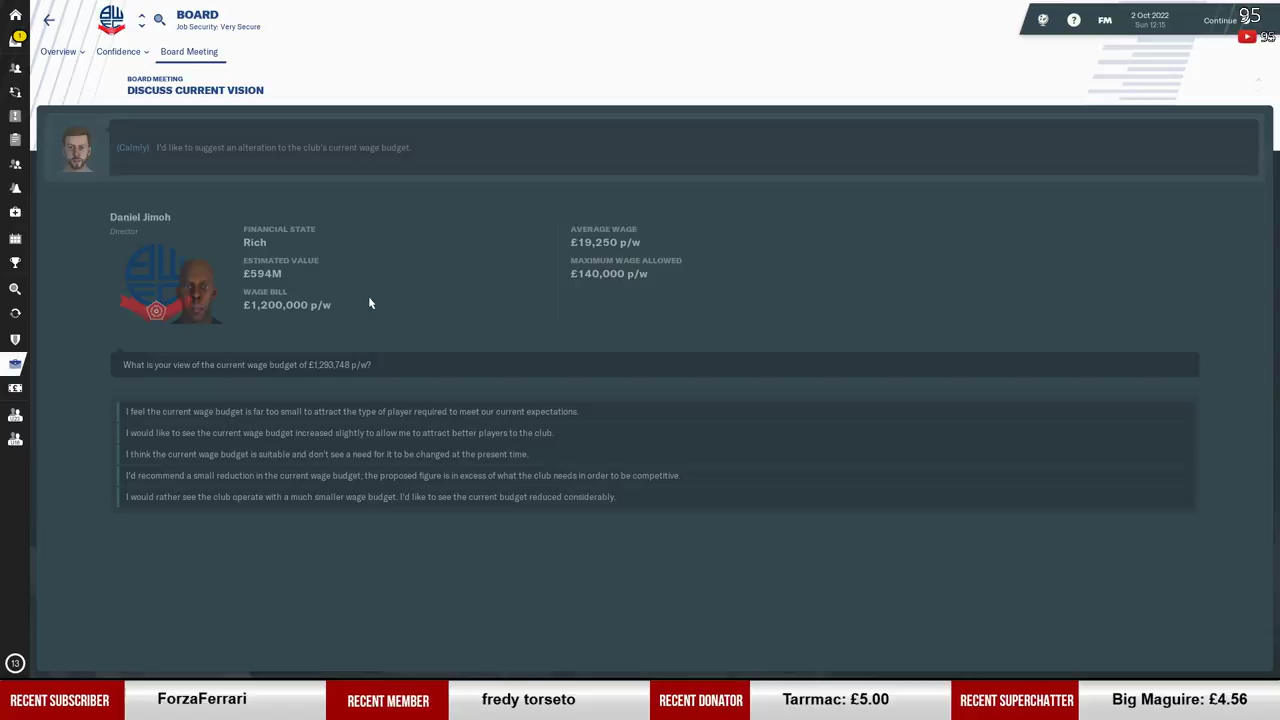 BOARD
Job Security: Very Secure
FM
2 Oct 2022
Sun 12:15
Continue
95
95
1
Overview
Confidence
Board Meeting
BOARD MEETING
DISCUSS CURRENT VISION
(Calmly) I'd like to suggest an alteration to the club's current wage budget.
Daniel Jimoh
Director
FINANCIAL STATE
Rich
ESTIMATED VALUE
£594M
WAGE BILL
£1,200,000 p/w
AVERAGE WAGE
£19,250 p/w
MAXIMUM WAGE ALLOWED
£140,000 p/w
What is your view of the current wage budget of £1,293,748 p/w?
I feel the current wage budget is far too small to attract the type of player required to meet our current expectations.
I would like to see the current wage budget increased slightly to allow me to attract better players to the club.
I think the current wage budget is suitable and don't see a need for it to be changed at the present time.
I'd recommend a small reduction in the current wage budget; the proposed figure is in excess of what the club needs in order to be competitive.
I would rather see the club operate with a much smaller wage budget. I'd like to see the current budget reduced considerably.
13
RECENT SUBSCRIBER
ForzaFerrari
RECENT MEMBER
fredy torseto
RECENT DONATOR
Tarrmac: £5.00
RECENT SUPERCHATTER
Big Maguire: £4.56